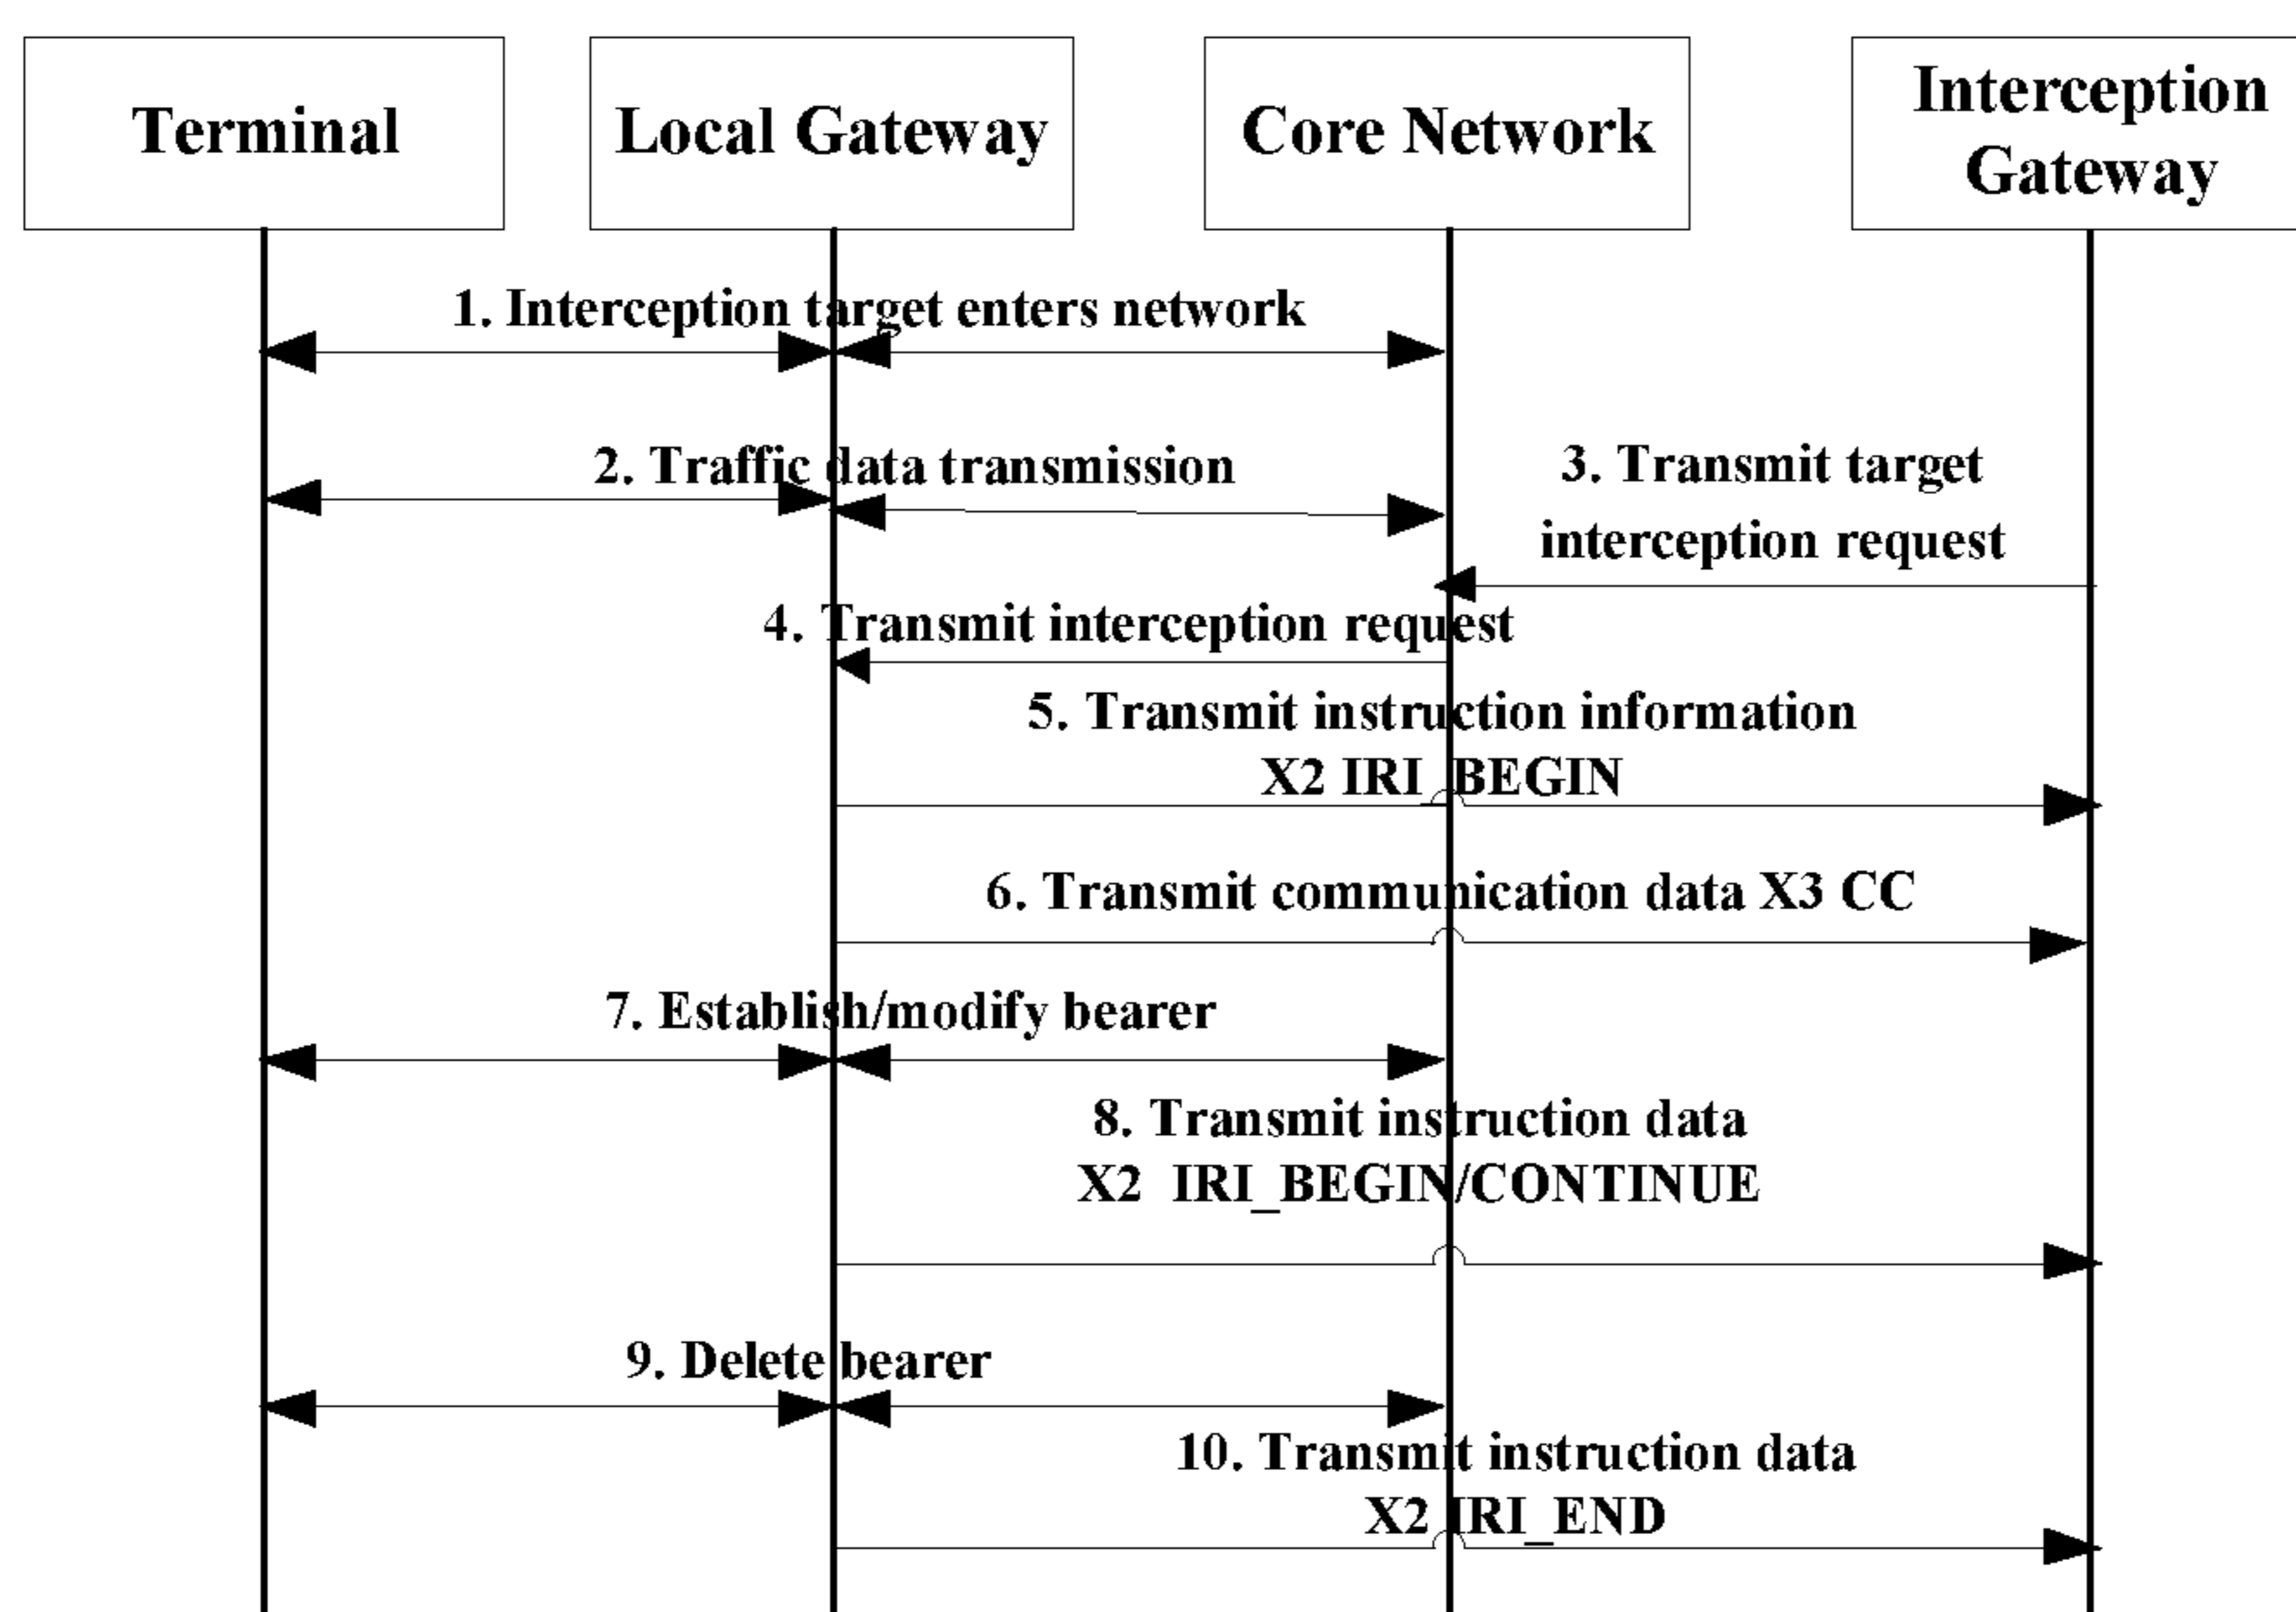 Terminal
Local Gateway
Core Network
Interception
Gateway
1. Interception target enters network
2. Traffic data transmission
3. Transmit target
interception request
4. Transmit interception request
5. Transmit instruction information
X2 IRI_BEGIN
6. Transmit communication data X3 CC
7. Establish/modify bearer
8. Transmit instruction data
X2 IRI_BEGIN/CONTINUE
9. Delete bearer
10. Transmit instruction data
X2 IRI_END